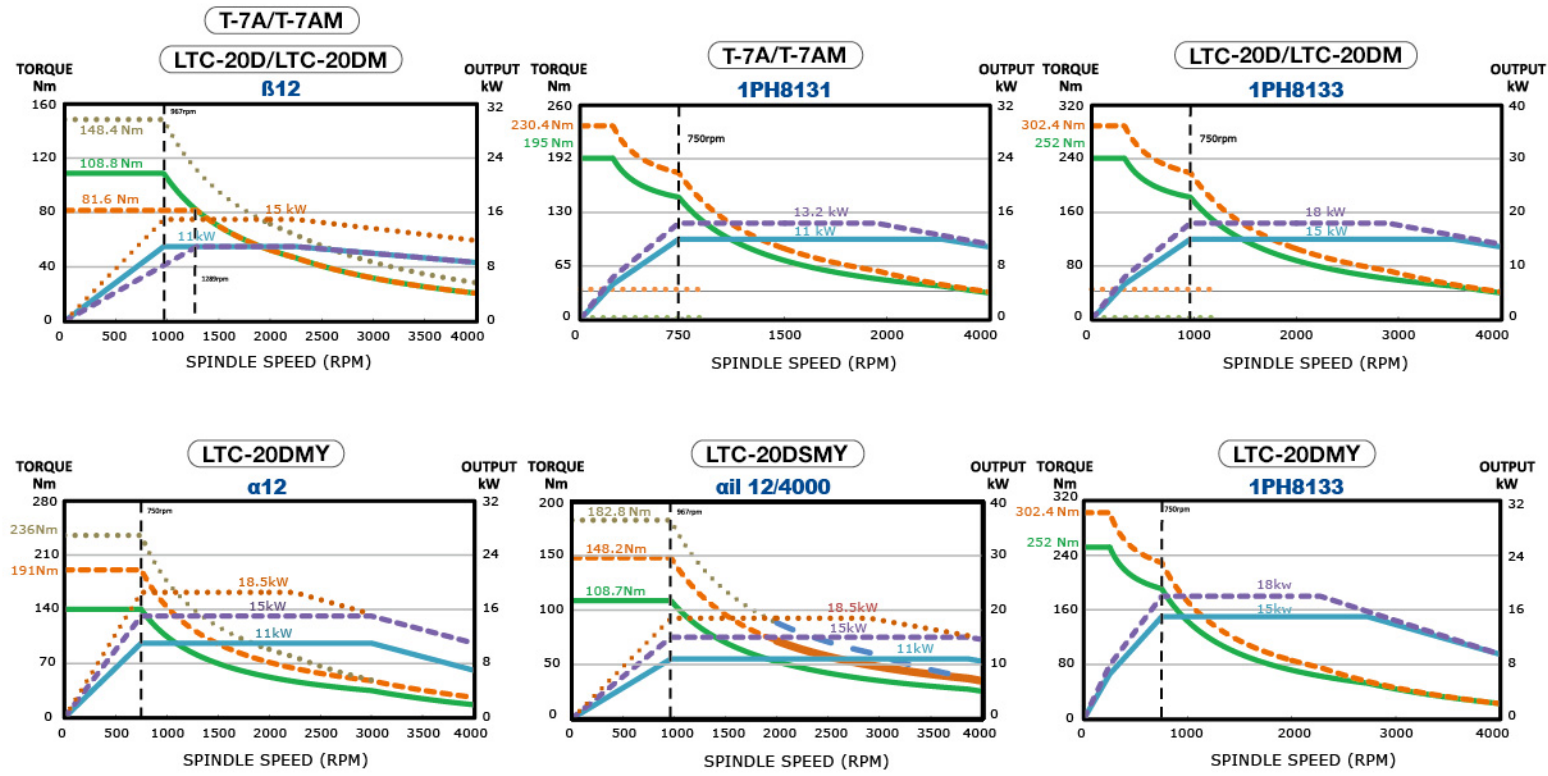 T-7A/T-7AM
LTC-20D/LTC-20DM
ß12
TORQUE
Nm
OUTPUT
kW
160
120
80
40
0
32
24
16
8
0
967rpm
148.4 Nm
108.8 Nm
81.6 Nm
15 kW
11 kW
1289rpm
0 500 1000 1500 2000 2500 3000 3500 4000
SPINDLE SPEED (RPM)
T-7A/T-7AM
1PH8131
TORQUE
Nm
OUTPUT
kW
260
230.4 Nm
195 Nm
192
130
65
0
32
24
16
8
0
750rpm
13.2 kW
11 kW
0 750 1500 2000 4000
SPINDLE SPEED (RPM)
LTC-20D/LTC-20DM
1PH8133
TORQUE
Nm
OUTPUT
kW
320
302.4 Nm
252 Nm
240
160
80
0
40
30
20
10
0
750rpm
18 kW
15 kW
0 1000 2000 3000 4000
SPINDLE SPEED (RPM)
LTC-20DMY
α12
TORQUE
Nm
OUTPUT
kW
280
236Nm
210
191Nm
140
70
0
32
24
16
8
0
750rpm
18.5kW
15kW
11kW
0 500 1000 1500 2000 2500 3000 3500 4000
SPINDLE SPEED (RPM)
LTC-20DSMY
αiI 12/4000
TORQUE
Nm
OUTPUT
kW
200
150
100
50
0
40
30
20
10
0
967rpm
182.8 Nm
148.2Nm
108.7Nm
18.5kW
15kW
11kW
0 500 1000 1500 2000 2500 3000 3500 4000
SPINDLE SPEED (RPM)
LTC-20DMY
1PH8133
TORQUE
Nm
OUTPUT
kW
320
302.4 Nm
252 Nm
240
160
80
0
32
24
16
8
0
750rpm
18kw
15kw
0 1000 2000 3000 4000
SPINDLE SPEED (RPM)